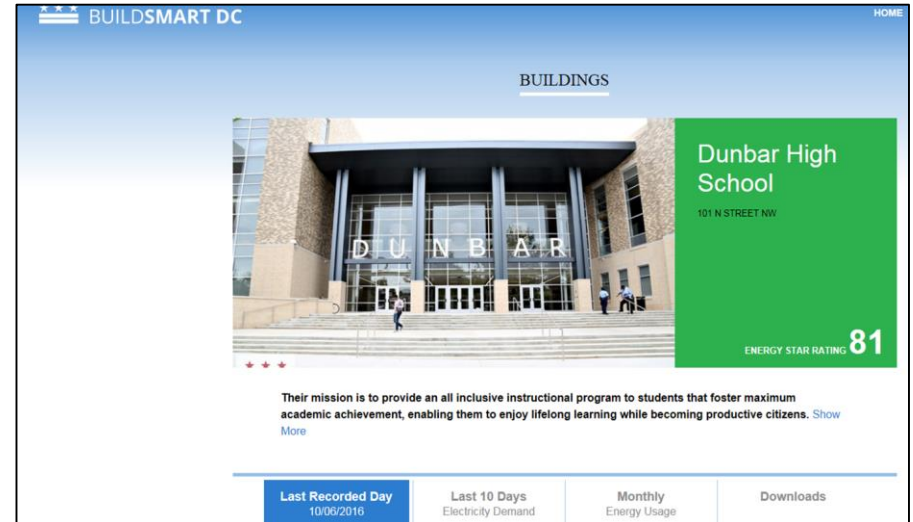 BUILDSMART DC
HOME
BUILDINGS
DUNBAR
Dunbar High
School
101 N STREET NW
ENERGY STAR RATING 81
Their mission is to provide an all inclusive instructional program to students that foster maximum
academic achievement, enabling them to enjoy lifelong learning while becoming productive citizens. Show
More
Last Recorded Day
10/06/2016
Last 10 Days
Electricity Demand
Monthly
Energy Usage
Downloads